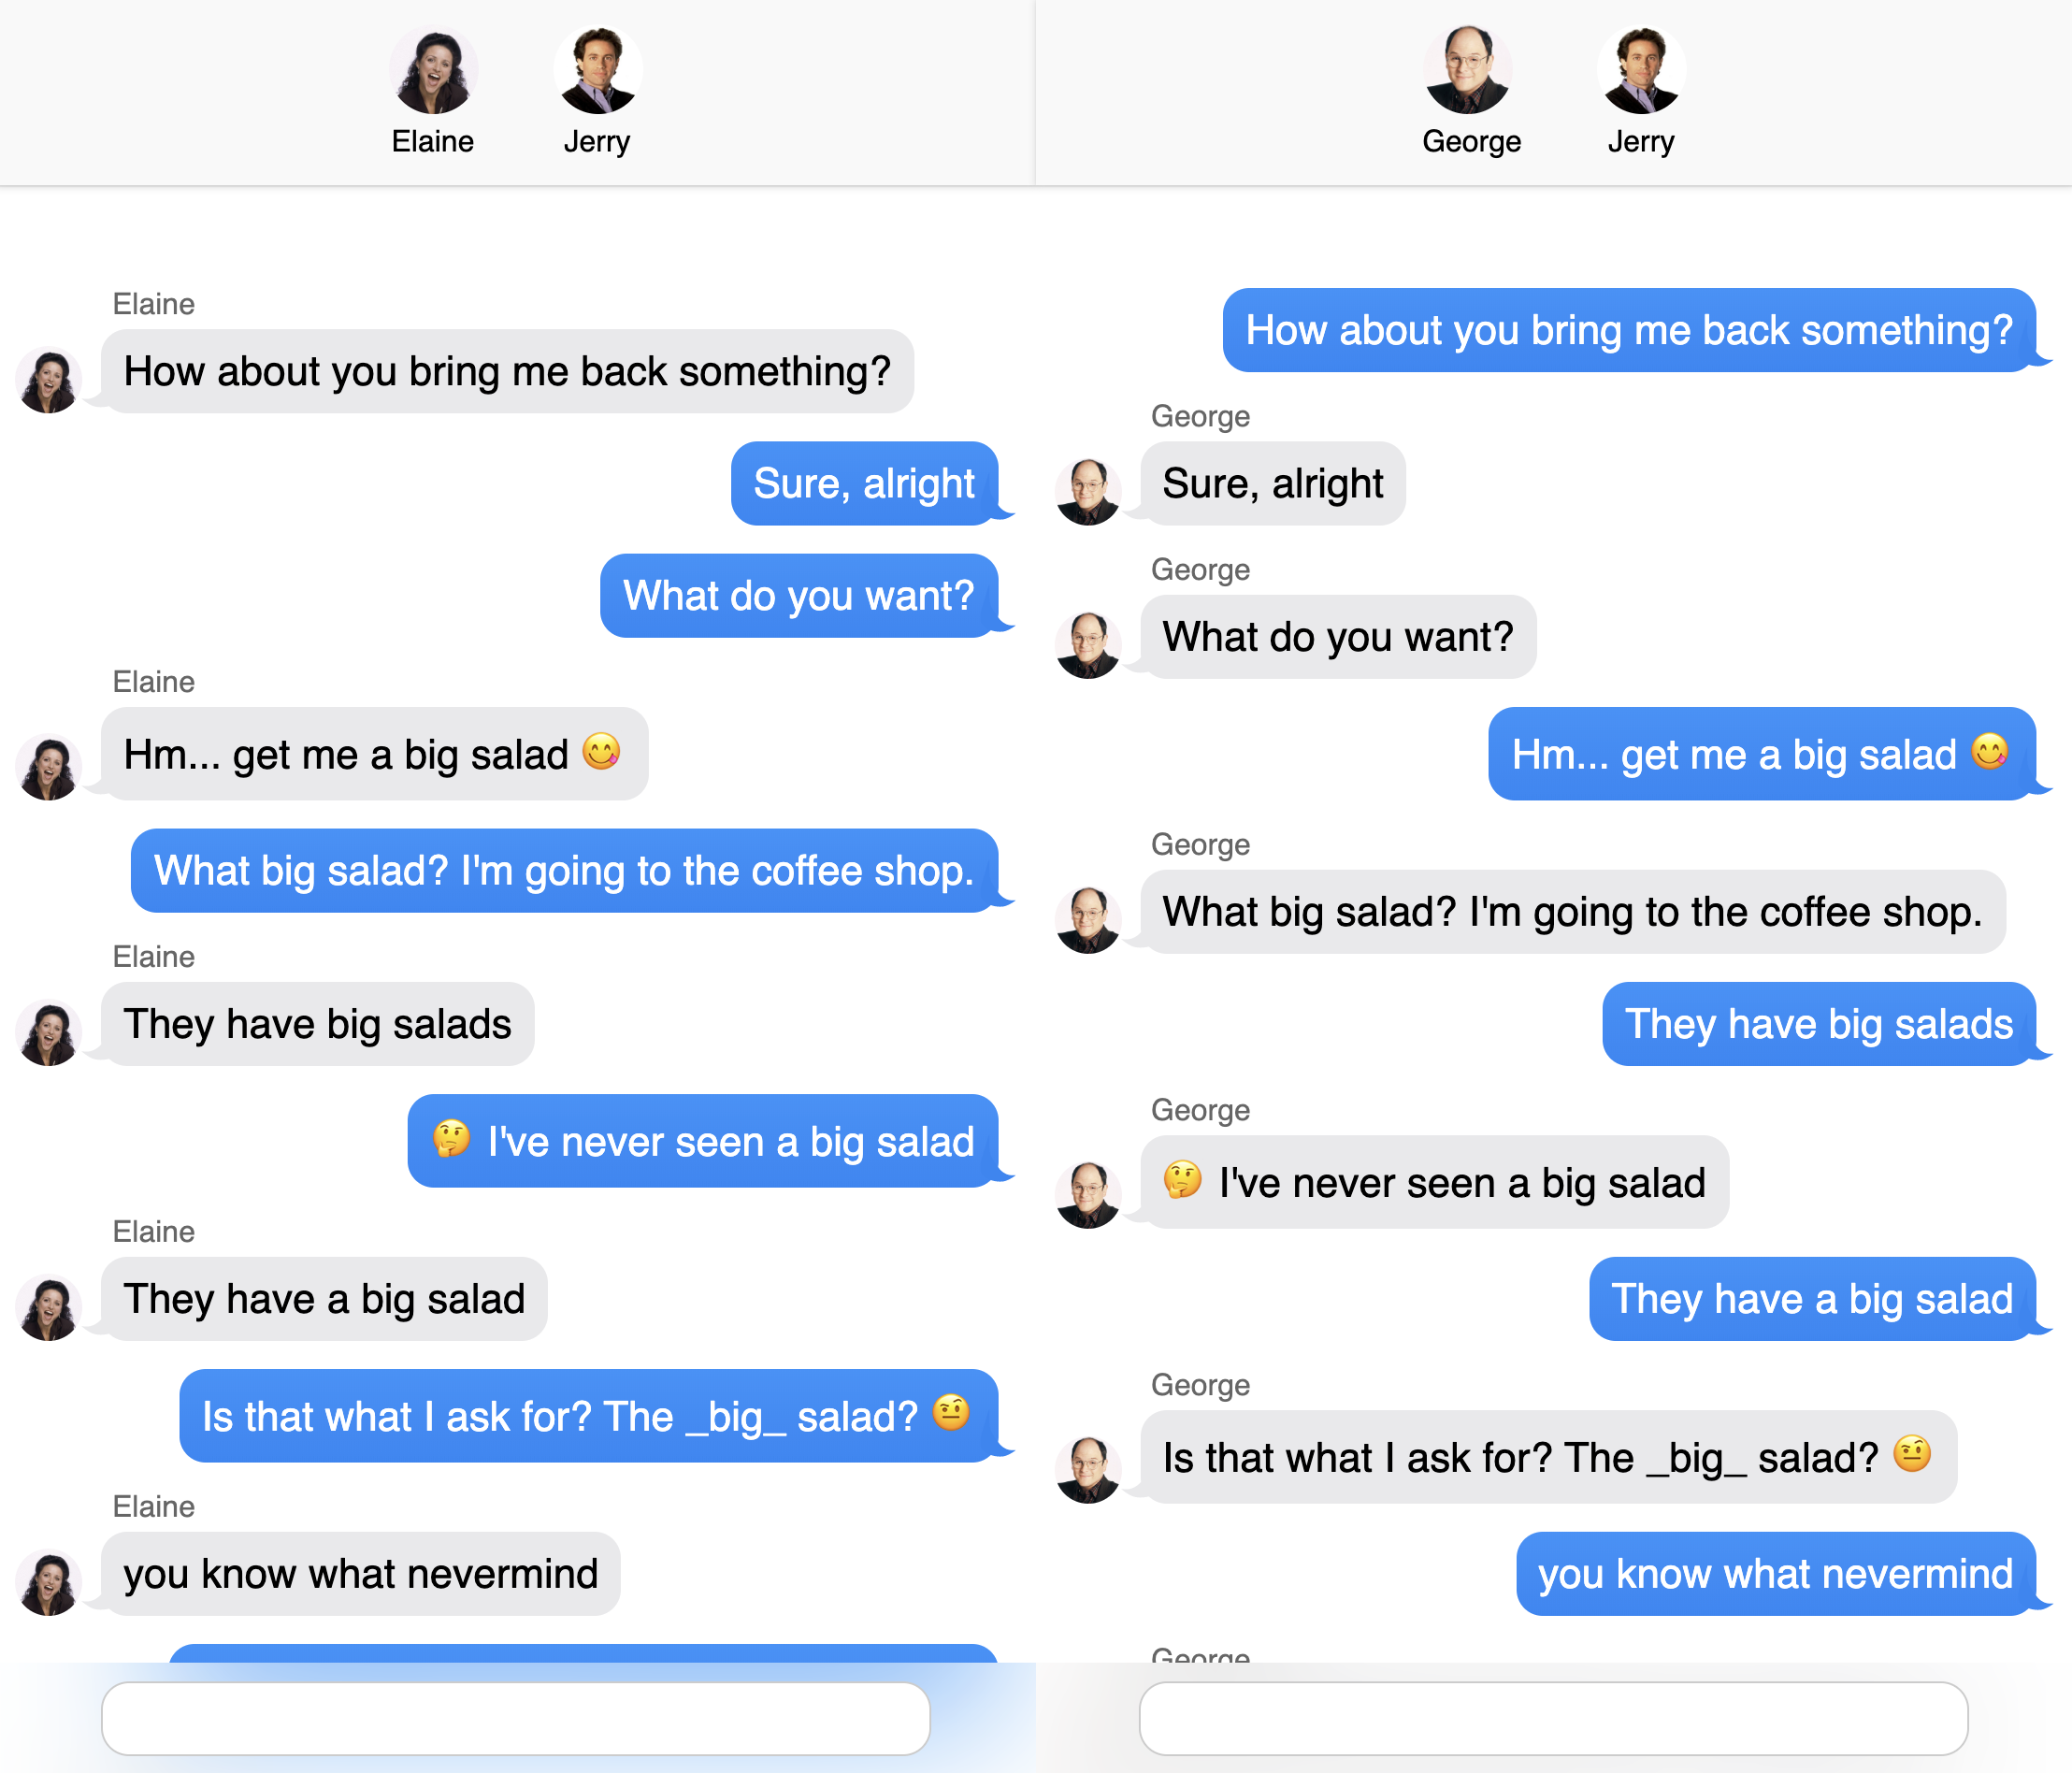 Elaine
Jerry
Elaine
How about you bring me back something?
Sure, alright
What do you want?
Elaine
Hm... get me a big salad 😋
What big salad? I'm going to the coffee shop.
Elaine
They have big salads
🤔 I've never seen a big salad
Elaine
They have a big salad
Is that what I ask for? The _big_ salad? 🤨
Elaine
you know what nevermind
George
Jerry
How about you bring me back something?
George
Sure, alright
George
What do you want?
Hm... get me a big salad 😋
George
What big salad? I'm going to the coffee shop.
They have big salads
George
🤔 I've never seen a big salad
They have a big salad
George
Is that what I ask for? The _big_ salad? 🤨
you know what nevermind
George